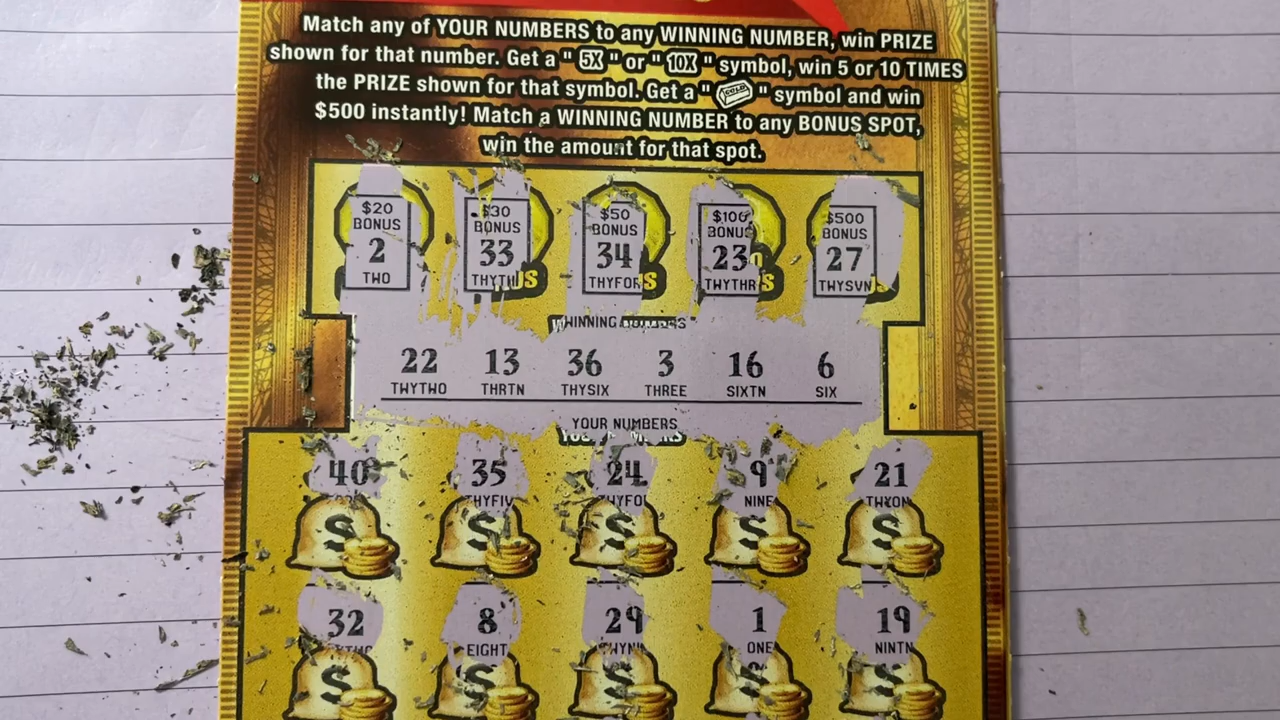 Match any of YOUR NUMBERS to any WINNING NUMBER, win PRIZE
shown for that number. Get a " 5X " or " 10X " symbol, win 5 or 10 TIMES
the PRIZE shown for that symbol. Get a " GOLD " symbol and win
$500 instantly! Match a WINNING NUMBER to any BONUS SPOT,
win the amount for that spot.
$20 $30 $50 $100 $500
BONUS BONUS BONUS BONUS BONUS
2 33 34 23 27
TWO THYTH THYFOR TWYTHR TWYSVN
WINNING NUMBERS
22 13 36 3 16 6
TWYTWO THRTN THYSIX THREE SIXTN SIX
YOUR NUMBERS
40 35 24 9 21
NINE
32 8 29 1 19
EIGHT ONE NINTN